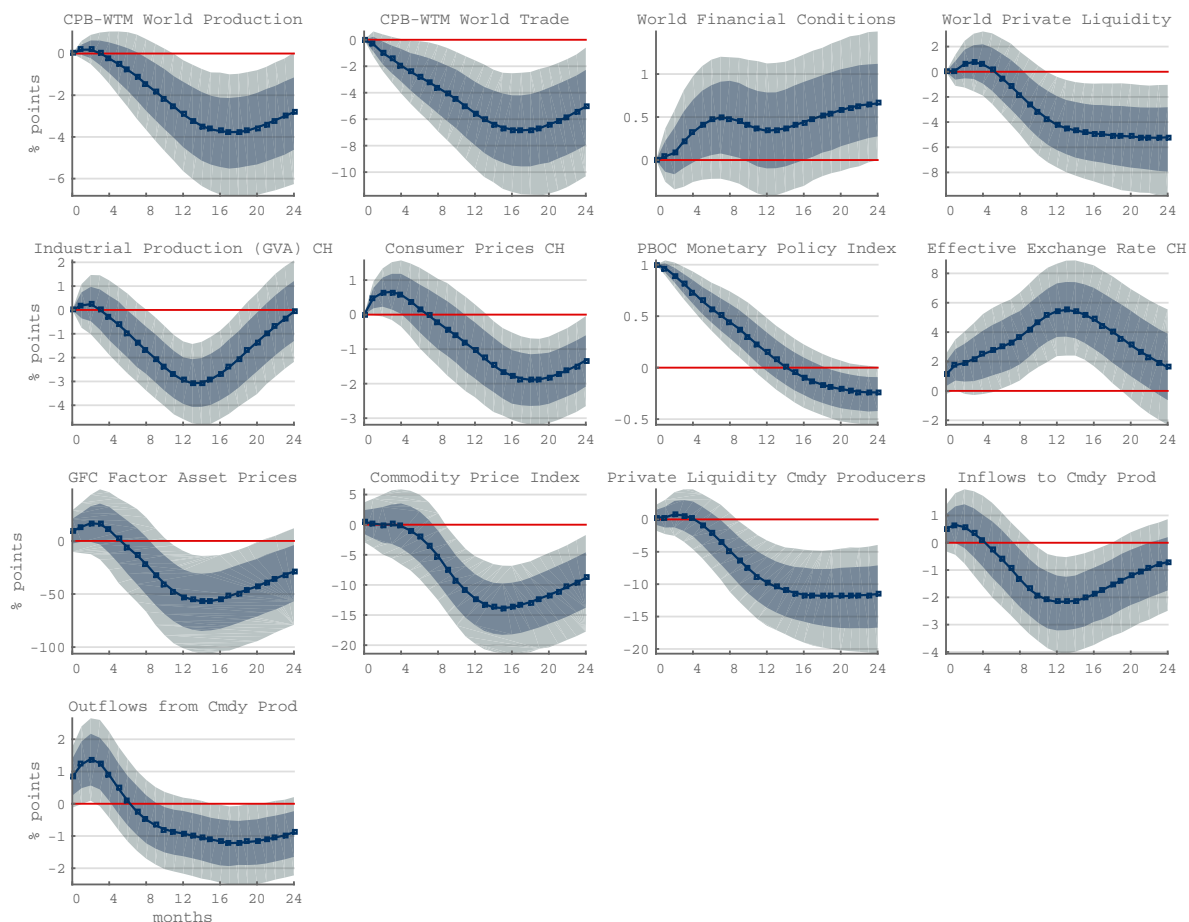 CPB-WTM World Production
CPB-WTM World Trade
World Financial Conditions
World Private Liquidity
% points
0
-2
-4
-6
0 4 8 12 16 20 24
0
-2
-4
-6
-8
-10
0 4 8 12 16 20 24
1
0.5
0
0 4 8 12 16 20 24
2
0
-2
-4
-6
-8
0 4 8 12 16 20 24
Industrial Production (GVA) CH
Consumer Prices CH
PBOC Monetary Policy Index
Effective Exchange Rate CH
% points
2
1
0
-1
-2
-3
-4
0 4 8 12 16 20 24
1
0
-1
-2
-3
0 4 8 12 16 20 24
1
0.5
0
-0.5
0 4 8 12 16 20 24
8
6
4
2
0
-2
0 4 8 12 16 20 24
GFC Factor Asset Prices
Commodity Price Index
Private Liquidity Cmdy Producers
Inflows to Cmdy Prod
% points
0
-50
-100
0 4 8 12 16 20 24
5
0
-5
-10
-15
-20
0 4 8 12 16 20 24
0
-5
-10
-15
-20
0 4 8 12 16 20 24
1
0
-1
-2
-3
-4
0 4 8 12 16 20 24
Outflows from Cmdy Prod
% points
2
1
0
-1
-2
0 4 8 12 16 20 24
months